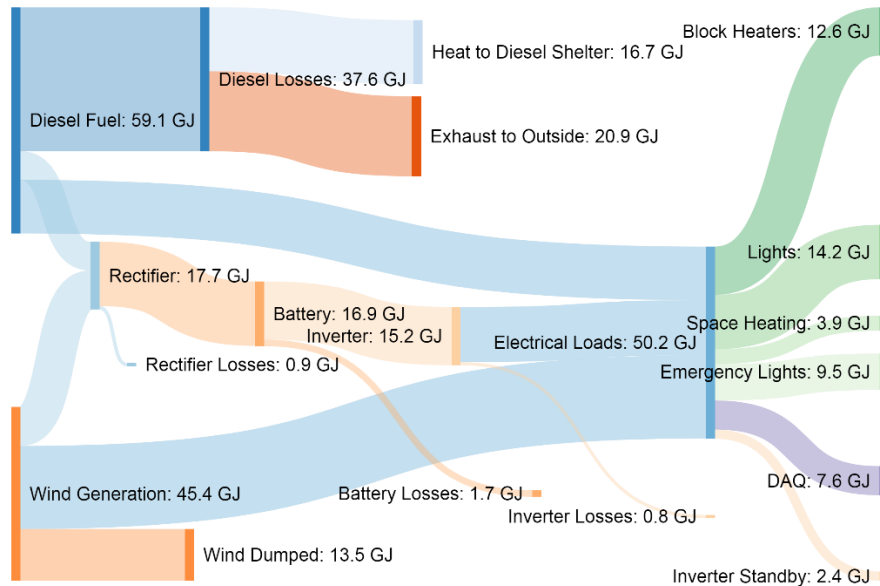 Block Heaters: 12.6 GJ
Heat to Diesel Shelter: 16.7 GJ
Diesel Losses: 37.6 GJ
Diesel Fuel: 59.1 GJ
Exhaust to Outside: 20.9 GJ
Lights: 14.2 GJ
Rectifier: 17.7 GJ
Battery: 16.9 GJ
Space Heating: 3.9 GJ
Inverter: 15.2 GJ
Electrical Loads: 50.2 GJ
Rectifier Losses: 0.9 GJ
Emergency Lights: 9.5 GJ
DAQ: 7.6 GJ
Wind Generation: 45.4 GJ
Battery Losses: 1.7 GJ
Inverter Losses: 0.8 GJ
Wind Dumped: 13.5 GJ
Inverter Standby: 2.4 GJ